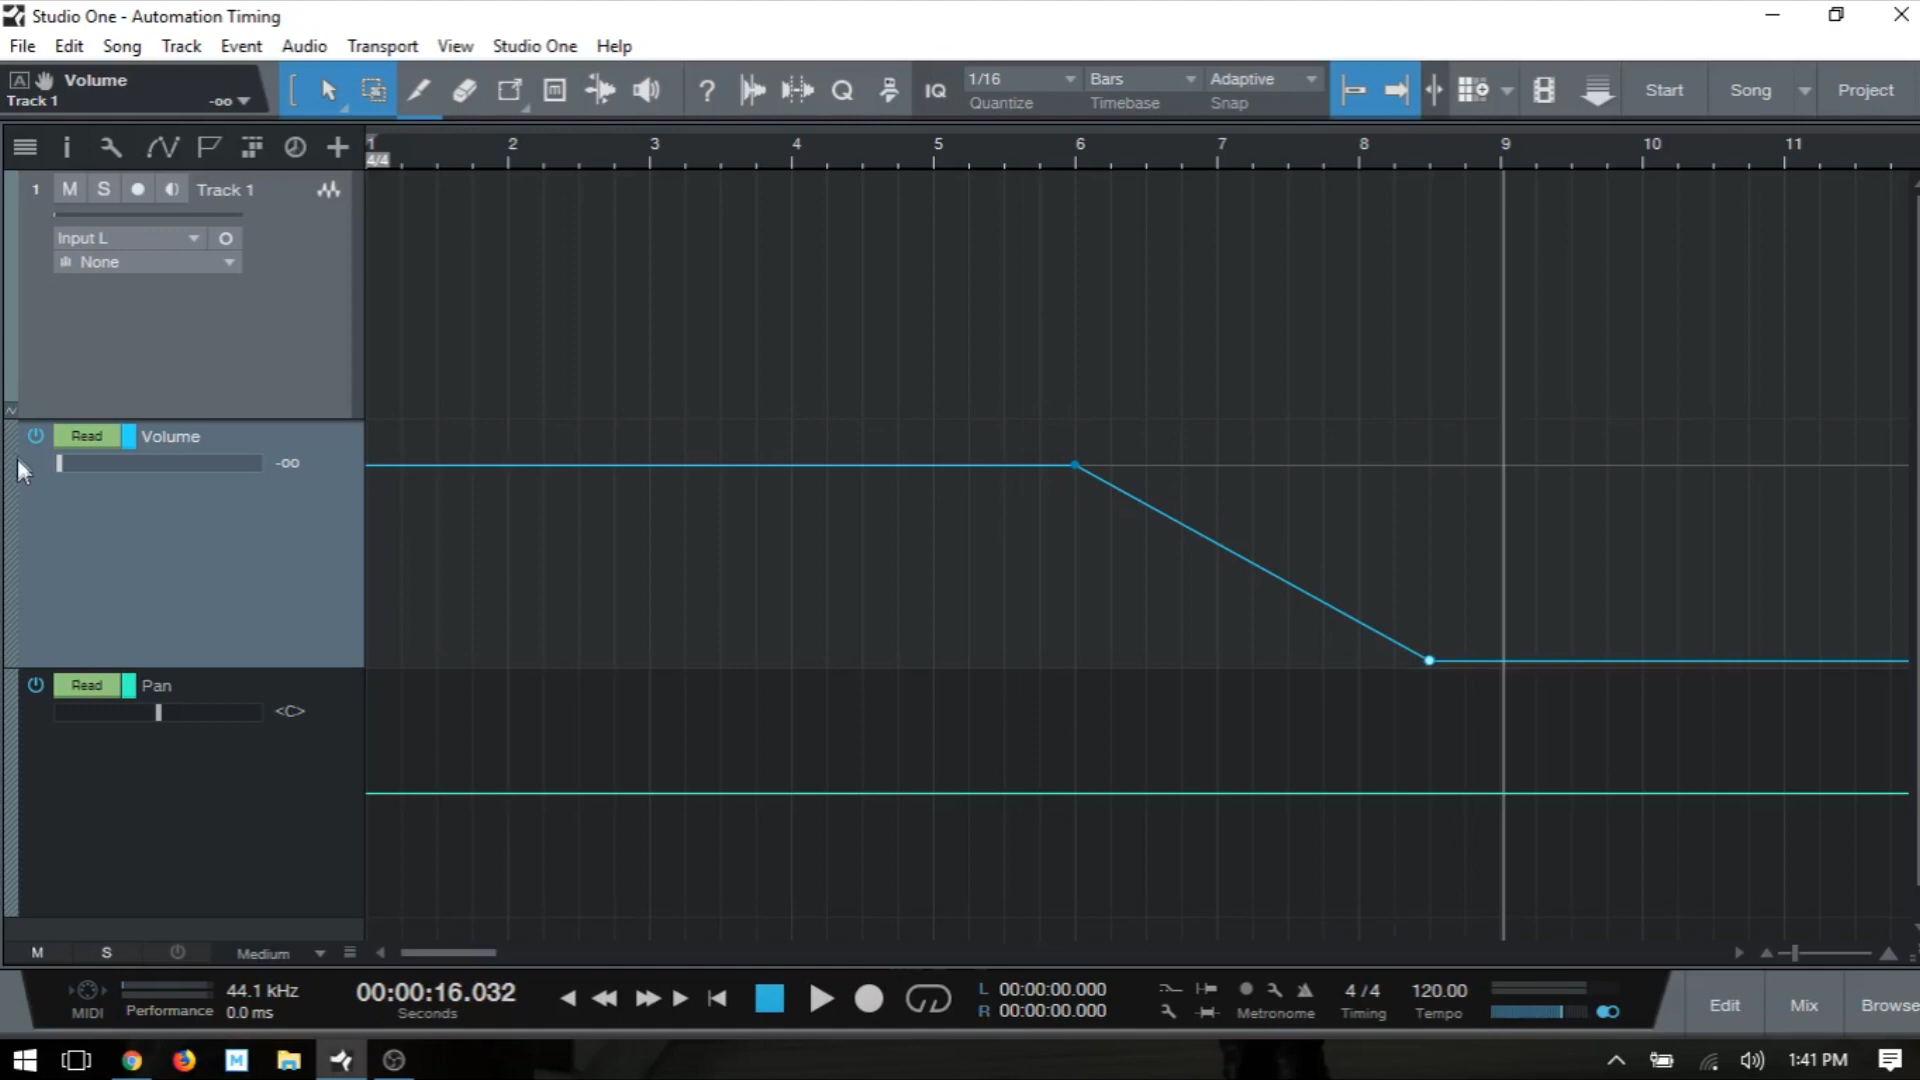 Studio One - Automation Timing
File Edit Song Track Event Audio Transport View Studio One Help
A Volume
Track 1 -oo
? Q IQ
1/16 Bars Adaptive
Quantize Timebase Snap
Start Song Project
1 2 3 4 5 6 7 8 9 10 11
4/4
1 M S Track 1
Input L
None
Read Volume
-oo
Read Pan
<C>
M S Medium
MIDI
Performance
44.1 kHz
0.0 ms
00:00:16.032
Seconds
L 00:00:00.000
R 00:00:00.000
Metronome
4 / 4
Timing
120.00
Tempo
Edit Mix Browse
M
1:41 PM